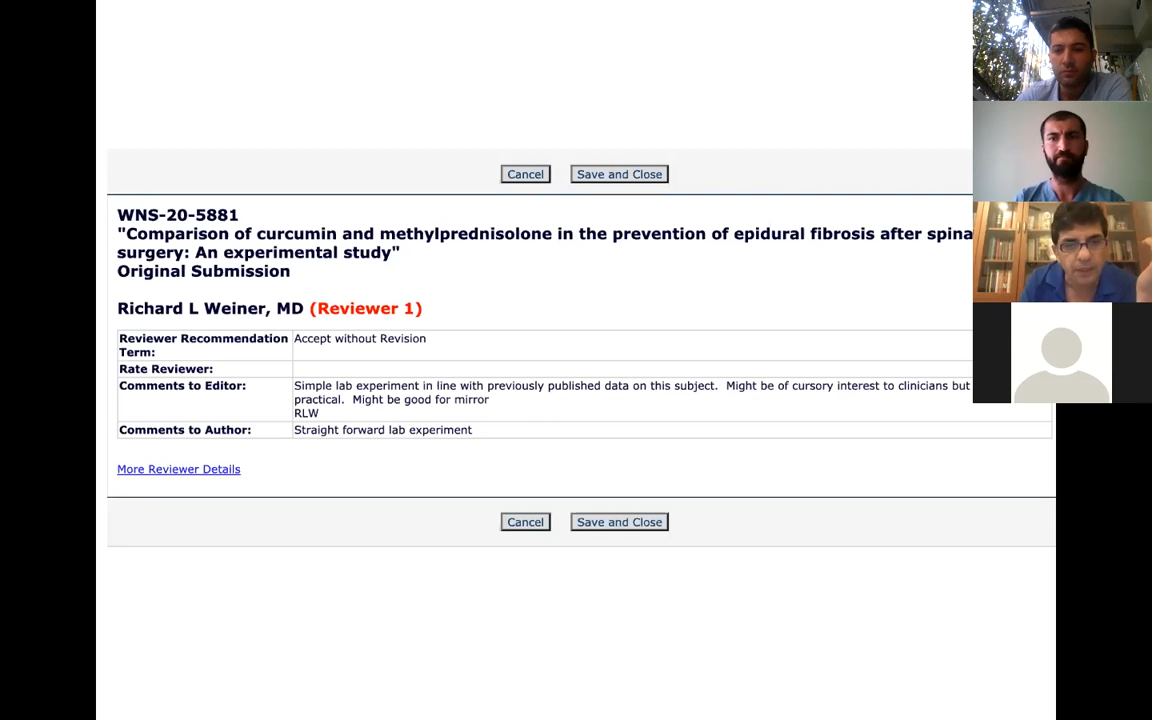 Cancel Save and Close
WNS-20-5881
"Comparison of curcumin and methylprednisolone in the prevention of epidural fibrosis after spina
surgery: An experimental study"
Original Submission
Richard L Weiner, MD (Reviewer 1)
Reviewer Recommendation Accept without Revision
Term:
Rate Reviewer:
Comments to Editor: Simple lab experiment in line with previously published data on this subject. Might be of cursory interest to clinicians but
practical. Might be good for mirror
RLW
Comments to Author: Straight forward lab experiment
More Reviewer Details
Cancel Save and Close